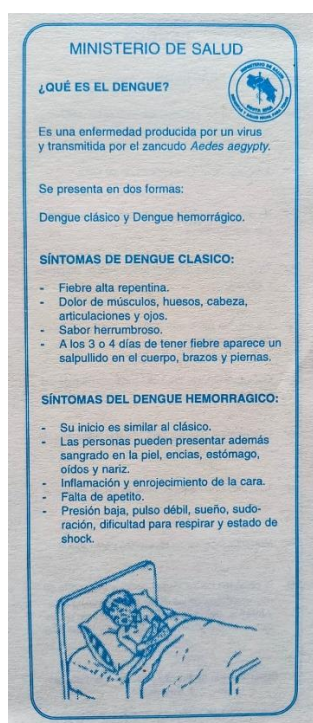 MINISTERIO DE SALUD
¿QUÉ ES EL DENGUE?
Es una enfermedad producida por un virus
y transmitida por el zancudo Aedes aegypty.
Se presenta en dos formas:
Dengue clásico y Dengue hemorrágico.
SÍNTOMAS DE DENGUE CLASICO:
- Fiebre alta repentina.
- Dolor de músculos, huesos, cabeza,
articulaciones y ojos.
- Sabor herrumbroso.
- A los 3 o 4 días de tener fiebre aparece un
salpullido en el cuerpo, brazos y piernas.
SÍNTOMAS DEL DENGUE HEMORRAGICO:
- Su inicio es similar al clásico.
- Las personas pueden presentar además
sangrado en la piel, encias, estómago,
oídos y nariz.
- Inflamación y enrojecimiento de la cara.
- Falta de apetito.
- Presión baja, pulso débil, sueño, sudo-
ración, dificultad para respirar y estado de
shock.